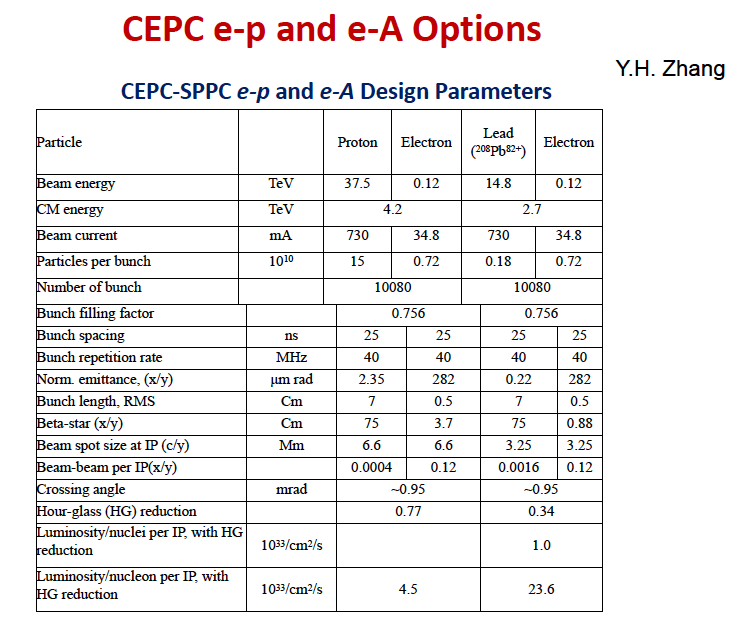 CEPC e-p and e-A Options
Y.H. Zhang
CEPC-SPPC e-p and e-A Design Parameters
Particle Proton Electron Lead (²⁰⁸Pb⁸²⁺) Electron
Beam energy TeV 37.5 0.12 14.8 0.12
CM energy TeV 4.2 2.7
Beam current mA 730 34.8 730 34.8
Particles per bunch 10¹⁰ 15 0.72 0.18 0.72
Number of bunch 10080 10080
Bunch filling factor 0.756 0.756
Bunch spacing ns 25 25 25 25
Bunch repetition rate MHz 40 40 40 40
Norm. emittance, (x/y) μm rad 2.35 282 0.22 282
Bunch length, RMS Cm 7 0.5 7 0.5
Beta-star (x/y) Cm 75 3.7 75 0.88
Beam spot size at IP (c/y) Mm 6.6 6.6 3.25 3.25
Beam-beam per IP(x/y) 0.0004 0.12 0.0016 0.12
Crossing angle mrad ~0.95 ~0.95
Hour-glass (HG) reduction 0.77 0.34
Luminosity/nuclei per IP, with HG
reduction 10³³/cm²/s 1.0
Luminosity/nucleon per IP, with
HG reduction 10³³/cm²/s 4.5 23.6